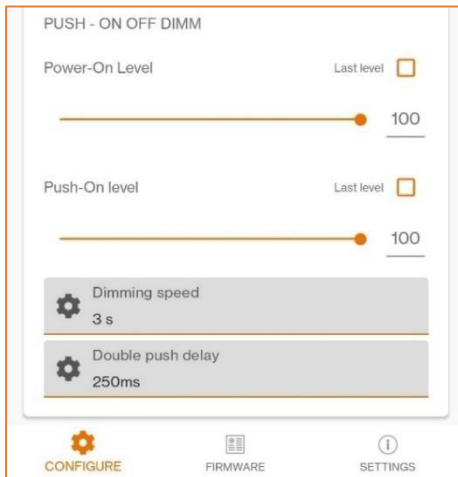 PUSH - ON OFF DIMM
Power-On Level Last level
100
Push-On level Last level
100
Dimming speed
3 s
Double push delay
250ms
CONFIGURE FIRMWARE SETTINGS